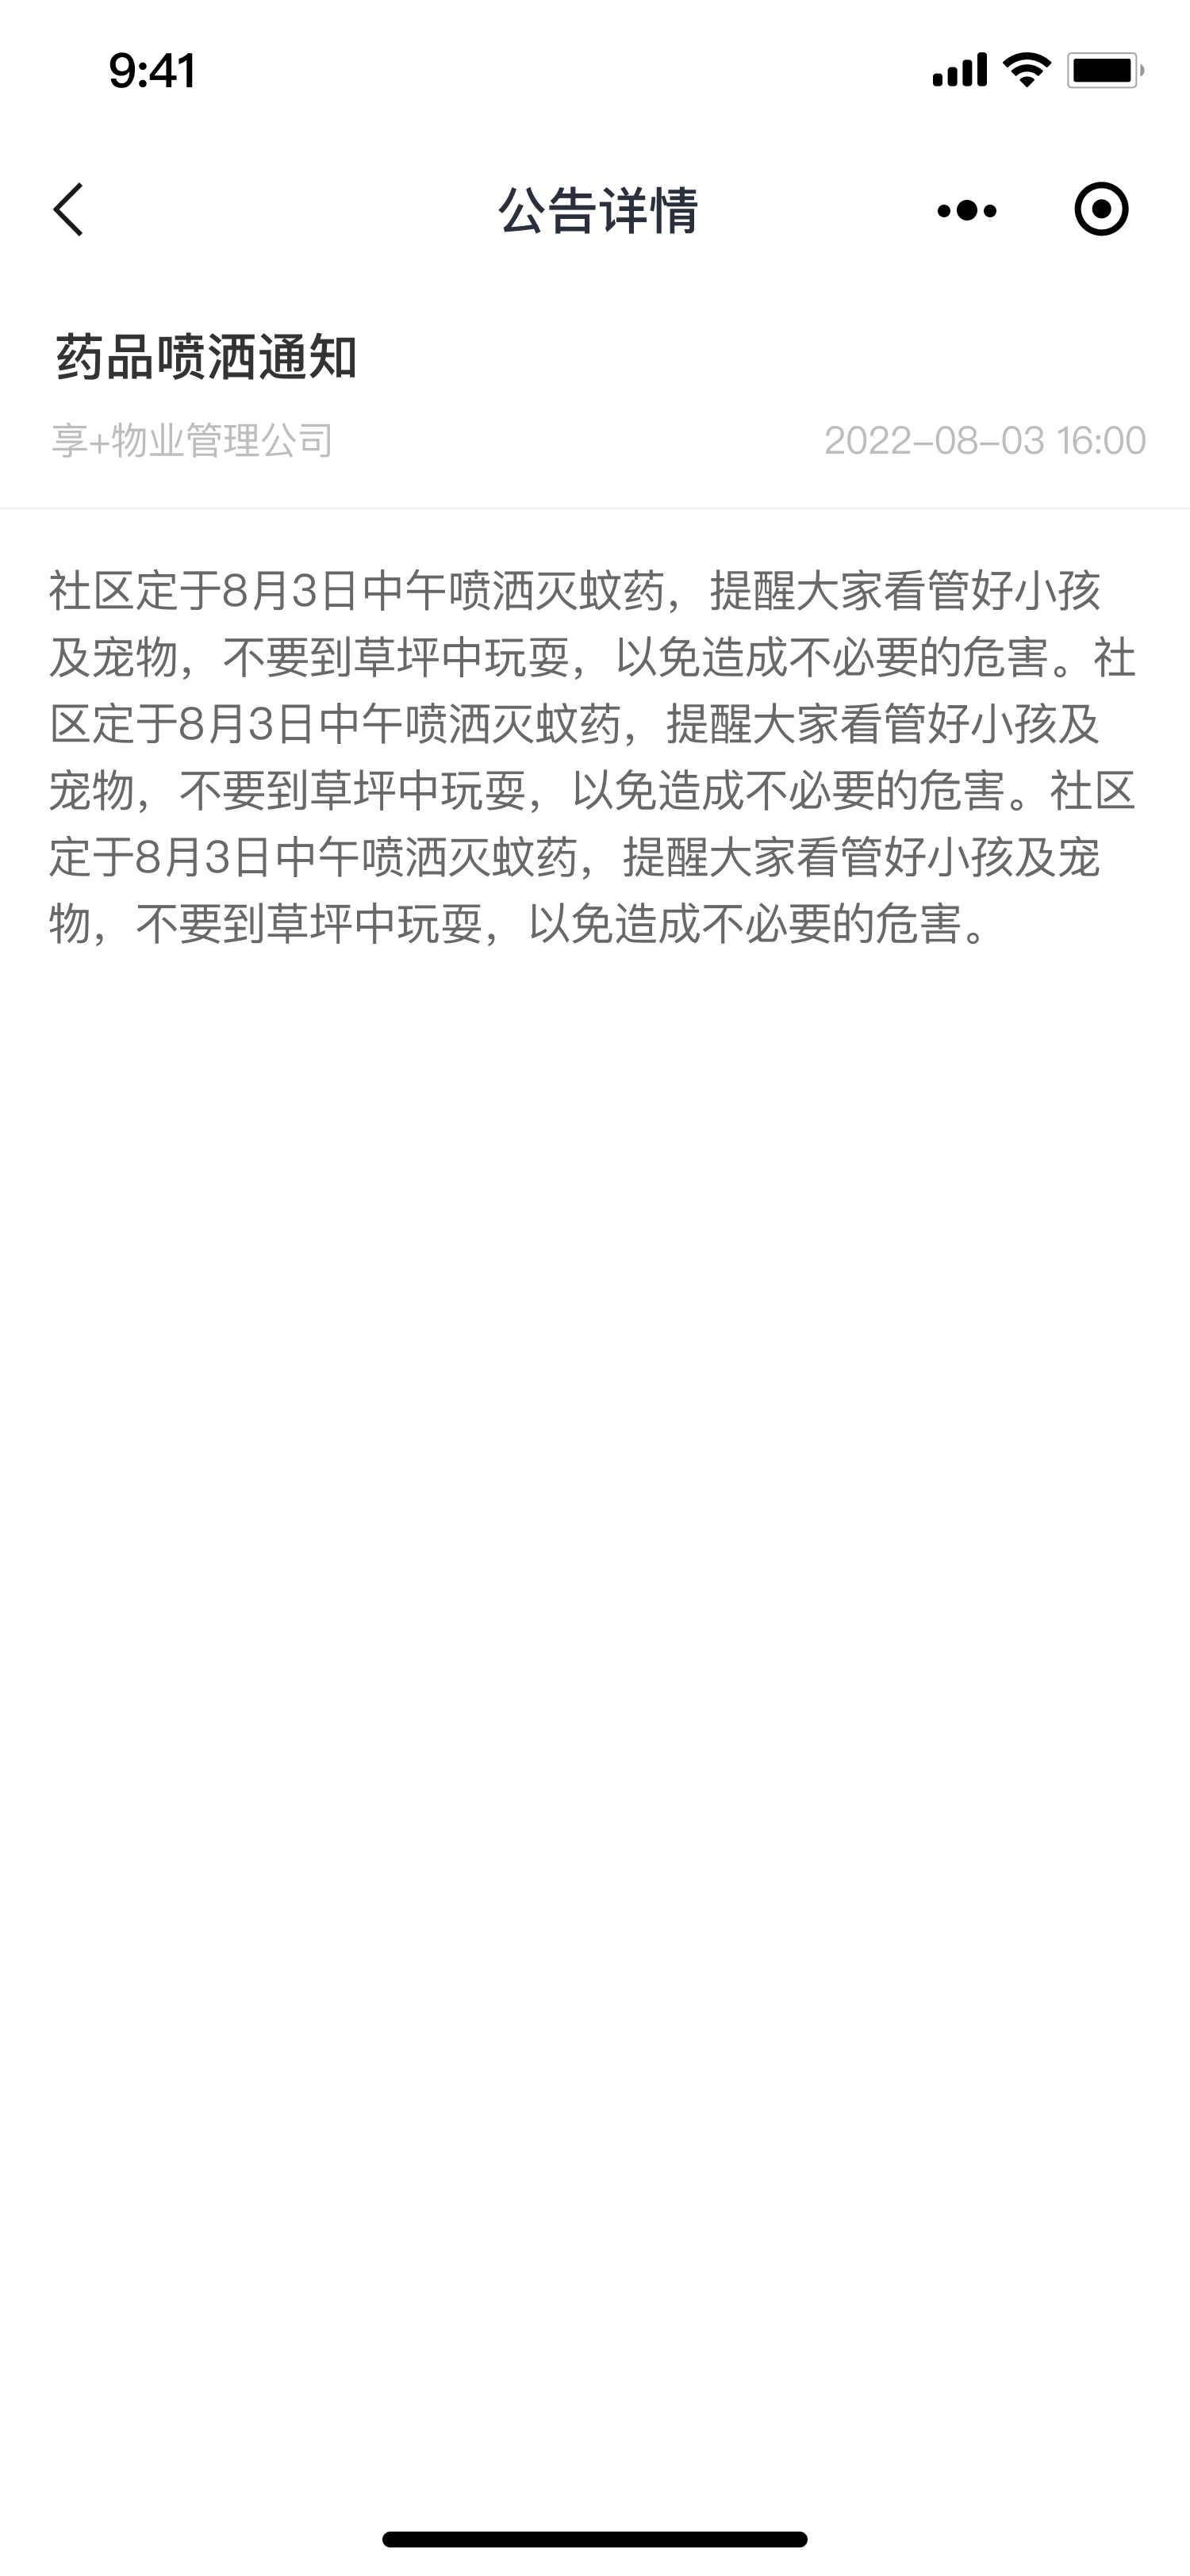 9:41
公告详情
药品喷洒通知
享+物业管理公司 2022-08-03 16:00
社区定于8月3日中午喷洒灭蚊药，提醒大家看管好小孩
及宠物，不要到草坪中玩耍，以免造成不必要的危害。社
区定于8月3日中午喷洒灭蚊药，提醒大家看管好小孩及
宠物，不要到草坪中玩耍，以免造成不必要的危害。社区
定于8月3日中午喷洒灭蚊药，提醒大家看管好小孩及宠
物，不要到草坪中玩耍，以免造成不必要的危害。